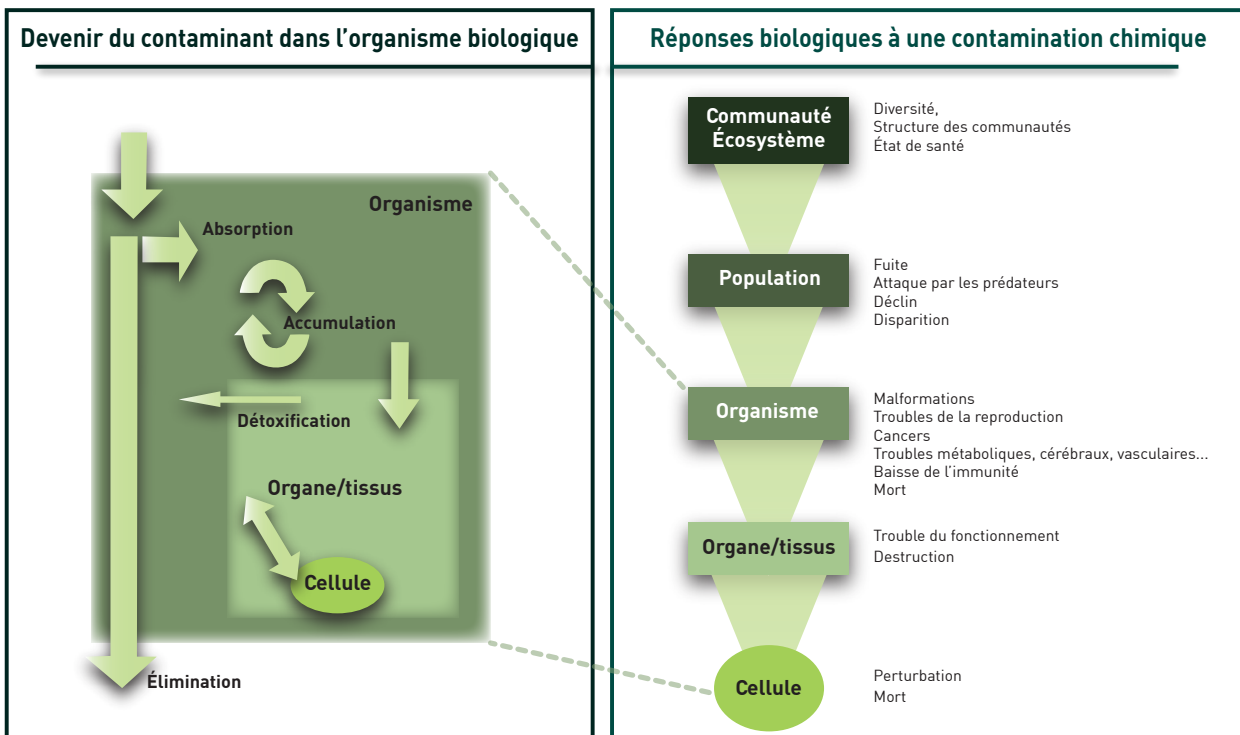 Devenir du contaminant dans l'organisme biologique
Organisme
Absorption
Accumulation
Détoxification
Organe/tissus
Cellule
Élimination
Réponses biologiques à une contamination chimique
Communauté
Écosystème
Diversité,
Structure des communautés
État de santé
Population
Fuite
Attaque par les prédateurs
Déclin
Disparition
Organisme
Malformations
Troubles de la reproduction
Cancers
Troubles métaboliques, cérébraux, vasculaires...
Baisse de l'immunité
Mort
Organe/tissus
Trouble du fonctionnement
Destruction
Cellule
Perturbation
Mort